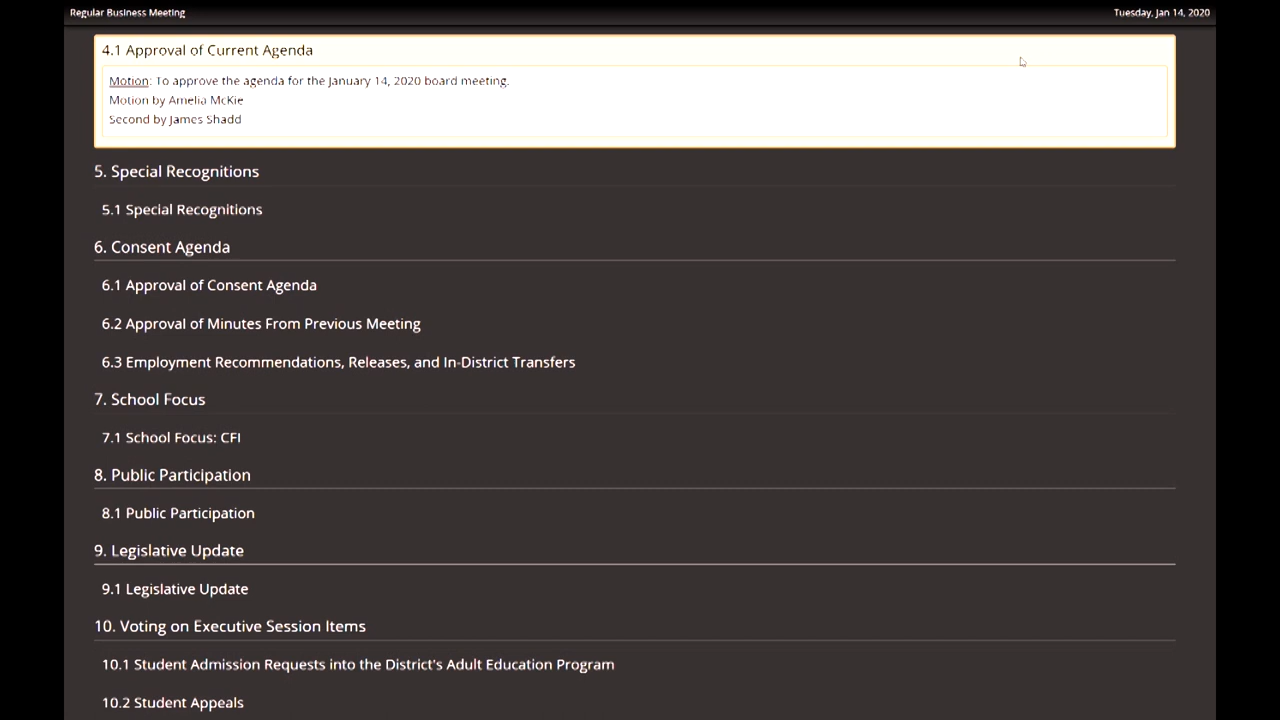 Regular Business Meeting
Tuesday, Jan 14, 2020
4.1 Approval of Current Agenda
Motion: To approve the agenda for the January 14, 2020 board meeting.
Motion by Amelia McKie
Second by James Shadd
5. Special Recognitions
5.1 Special Recognitions
6. Consent Agenda
6.1 Approval of Consent Agenda
6.2 Approval of Minutes From Previous Meeting
6.3 Employment Recommendations, Releases, and In-District Transfers
7. School Focus
7.1 School Focus: CFI
8. Public Participation
8.1 Public Participation
9. Legislative Update
9.1 Legislative Update
10. Voting on Executive Session Items
10.1 Student Admission Requests into the District's Adult Education Program
10.2 Student Appeals